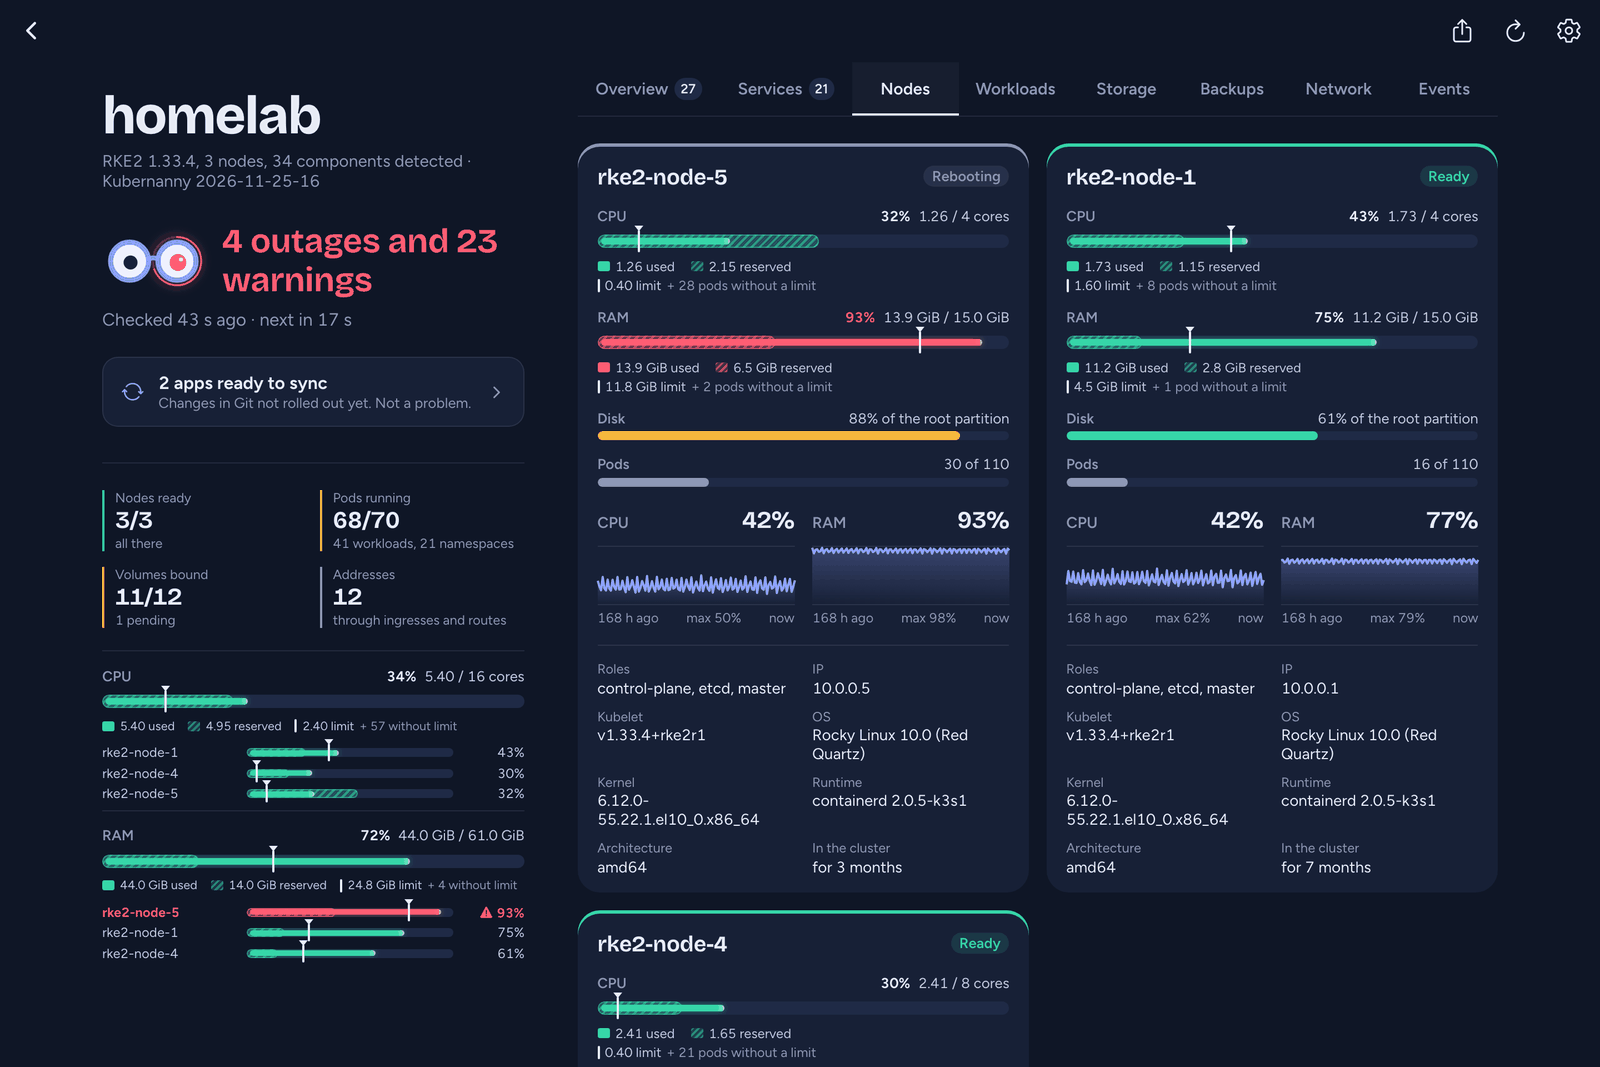 homelab
RKE2 1.33.4, 3 nodes, 34 components detected ·
Kubernanny 2026-11-25-16
4 outages and 23
warnings
Checked 43 s ago · next in 17 s
2 apps ready to sync
Changes in Git not rolled out yet. Not a problem.
Nodes ready
3/3
all there
Pods running
68/70
41 workloads, 21 namespaces
Volumes bound
11/12
1 pending
Addresses
12
through ingresses and routes
CPU 34% 5.40 / 16 cores
5.40 used 4.95 reserved 2.40 limit + 57 without limit
rke2-node-1 43%
rke2-node-4 30%
rke2-node-5 32%
RAM 72% 44.0 GiB / 61.0 GiB
44.0 GiB used 14.0 GiB reserved 24.8 GiB limit + 4 without limit
rke2-node-5 93%
rke2-node-1 75%
rke2-node-4 61%
Overview 27 Services 21 Nodes Workloads Storage Backups Network Events
rke2-node-5 Rebooting
CPU 32% 1.26 / 4 cores
1.26 used 2.15 reserved
0.40 limit + 28 pods without a limit
RAM 93% 13.9 GiB / 15.0 GiB
13.9 GiB used 6.5 GiB reserved
11.8 GiB limit + 2 pods without a limit
Disk 88% of the root partition
Pods 30 of 110
CPU 42% RAM 93%
168 h ago max 50% now 168 h ago max 98% now
Roles
control-plane, etcd, master
IP
10.0.0.5
Kubelet
v1.33.4+rke2r1
OS
Rocky Linux 10.0 (Red
Quartz)
Kernel
6.12.0-
55.22.1.el10_0.x86_64
Runtime
containerd 2.0.5-k3s1
Architecture
amd64
In the cluster
for 3 months
rke2-node-1 Ready
CPU 43% 1.73 / 4 cores
1.73 used 1.15 reserved
1.60 limit + 8 pods without a limit
RAM 75% 11.2 GiB / 15.0 GiB
11.2 GiB used 2.8 GiB reserved
4.5 GiB limit + 1 pod without a limit
Disk 61% of the root partition
Pods 16 of 110
CPU 42% RAM 77%
168 h ago max 62% now 168 h ago max 79% now
Roles
control-plane, etcd, master
IP
10.0.0.1
Kubelet
v1.33.4+rke2r1
OS
Rocky Linux 10.0 (Red
Quartz)
Kernel
6.12.0-
55.22.1.el10_0.x86_64
Runtime
containerd 2.0.5-k3s1
Architecture
amd64
In the cluster
for 7 months
rke2-node-4 Ready
CPU 30% 2.41 / 8 cores
2.41 used 1.65 reserved
0.40 limit + 21 pods without a limit